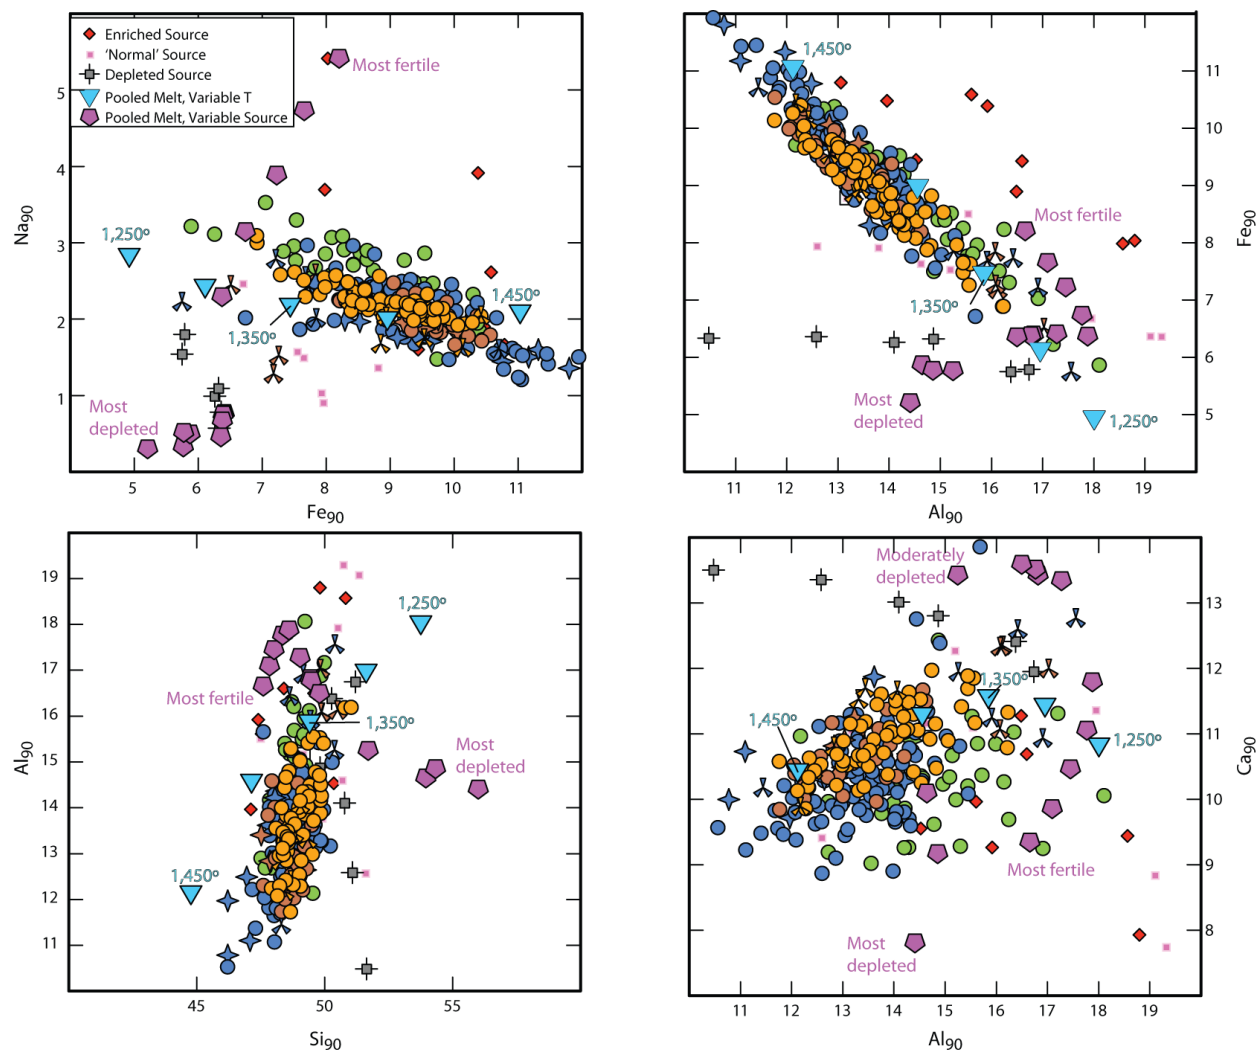 Enriched Source
'Normal' Source
Depleted Source
Pooled Melt, Variable T
Pooled Melt, Variable Source
Most fertile
1,250°
1,350°
1,450°
Most
depleted
5
4
3
2
1
Na90
5
6
7
8
9
10
11
Fe90
1,450°
Most fertile
1,350°
Most
depleted
1,250°
11
10
9
8
7
6
5
Fe90
11
12
13
14
15
16
17
18
19
Al90
1,250°
Most fertile
1,350°
Most
depleted
1,450°
19
18
17
16
15
14
13
12
11
Al90
45
50
55
Si90
Moderately
depleted
1,350°
1,450°
1,250°
Most fertile
Most
depleted
13
12
11
10
9
8
Ca90
11
12
13
14
15
16
17
18
19
Al90